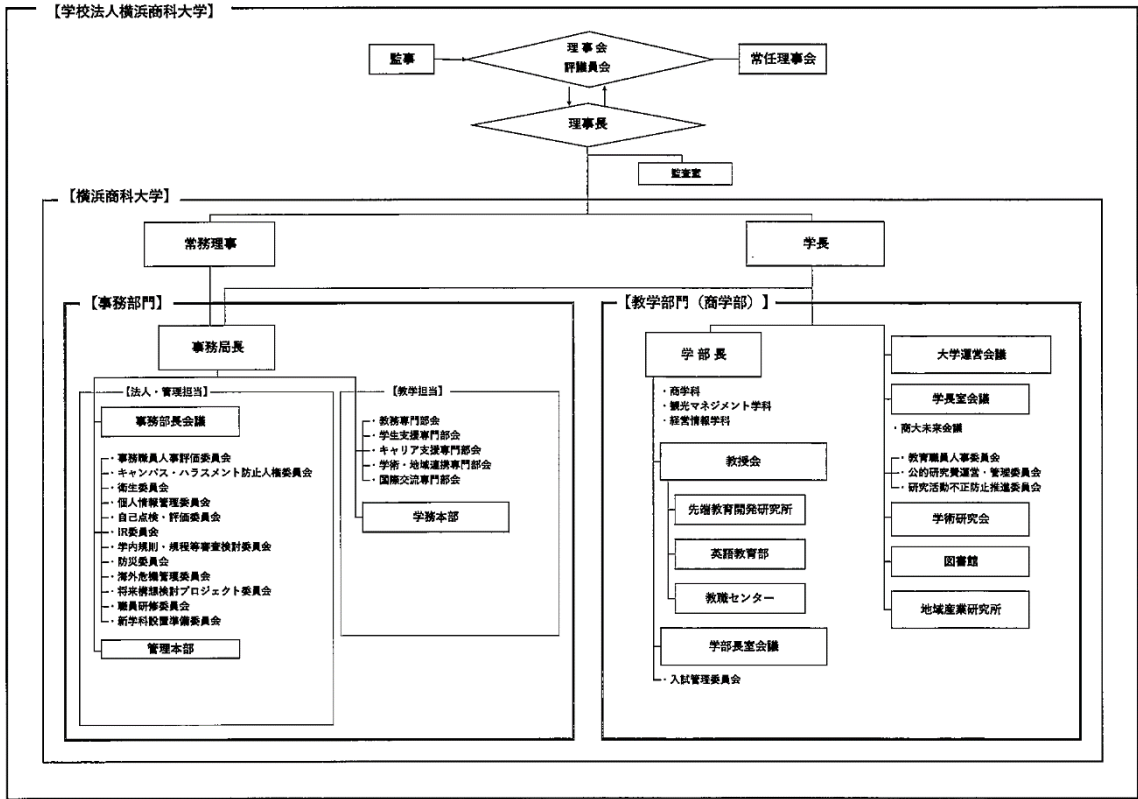 【学校法人横浜商科大学】
監事
理事会
評議員会
常任理事会
理事長
監査室
【横浜商科大学】
常務理事
学長
【事務部門】
事務局長
【法人・管理担当】
事務部長会議
・事務職員人事評価委員会
・キャンパス・ハラスメント防止人権委員会
・衛生委員会
・個人情報管理委員会
・自己点検・評価委員会
・IR委員会
・学内規則・規程等審査検討委員会
・防災委員会
・海外危機管理委員会
・将来構想検討プロジェクト委員会
・職員研修委員会
・新学科設置準備委員会
管理本部
【教学担当】
・教務専門部会
・学生支援専門部会
・キャリア支援専門部会
・学術・地域連携専門部会
・国際交流専門部会
学務本部
【教学部門（商学部）】
学部長
・商学科
・観光マネジメント学科
・経営情報学科
教授会
先端教育開発研究所
英語教育部
教職センター
学部長室会議
・入試管理委員会
大学運営会議
学長室会議
・商大未来会議
・教育職員人事委員会
・公的研究費運営・管理委員会
・研究活動不正防止推進委員会
学術研究会
図書館
地域産業研究所